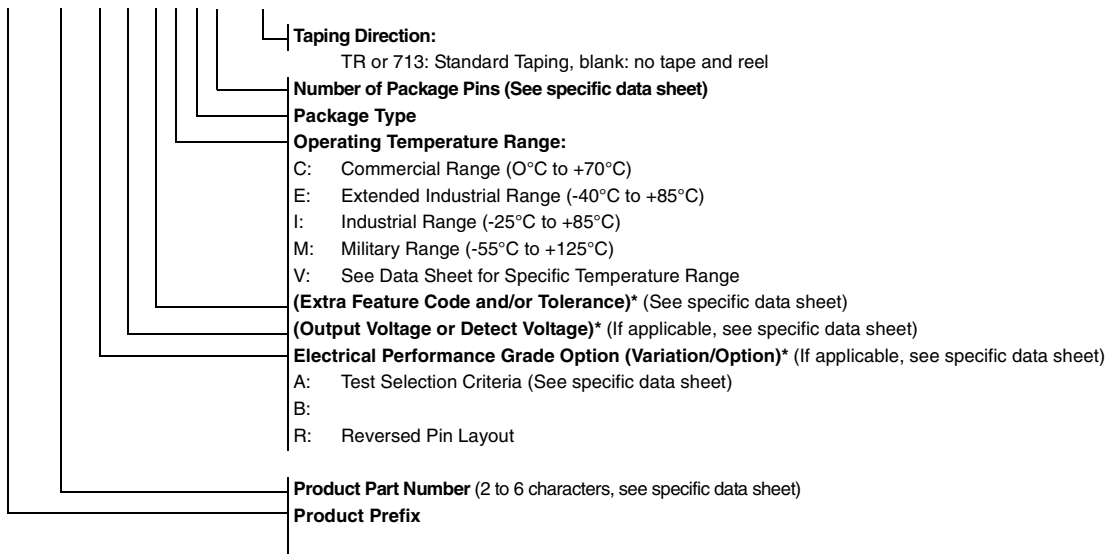 Taping Direction:
TR or 713: Standard Taping, blank: no tape and reel
Number of Package Pins (See specific data sheet)
Package Type
Operating Temperature Range:
C: Commercial Range (O°C to +70°C)
E: Extended Industrial Range (-40°C to +85°C)
I: Industrial Range (-25°C to +85°C)
M: Military Range (-55°C to +125°C)
V: See Data Sheet for Specific Temperature Range
(Extra Feature Code and/or Tolerance)* (See specific data sheet)
(Output Voltage or Detect Voltage)* (If applicable, see specific data sheet)
Electrical Performance Grade Option (Variation/Option)* (If applicable, see specific data sheet)
A: Test Selection Criteria (See specific data sheet)
B:
R: Reversed Pin Layout
Product Part Number (2 to 6 characters, see specific data sheet)
Product Prefix